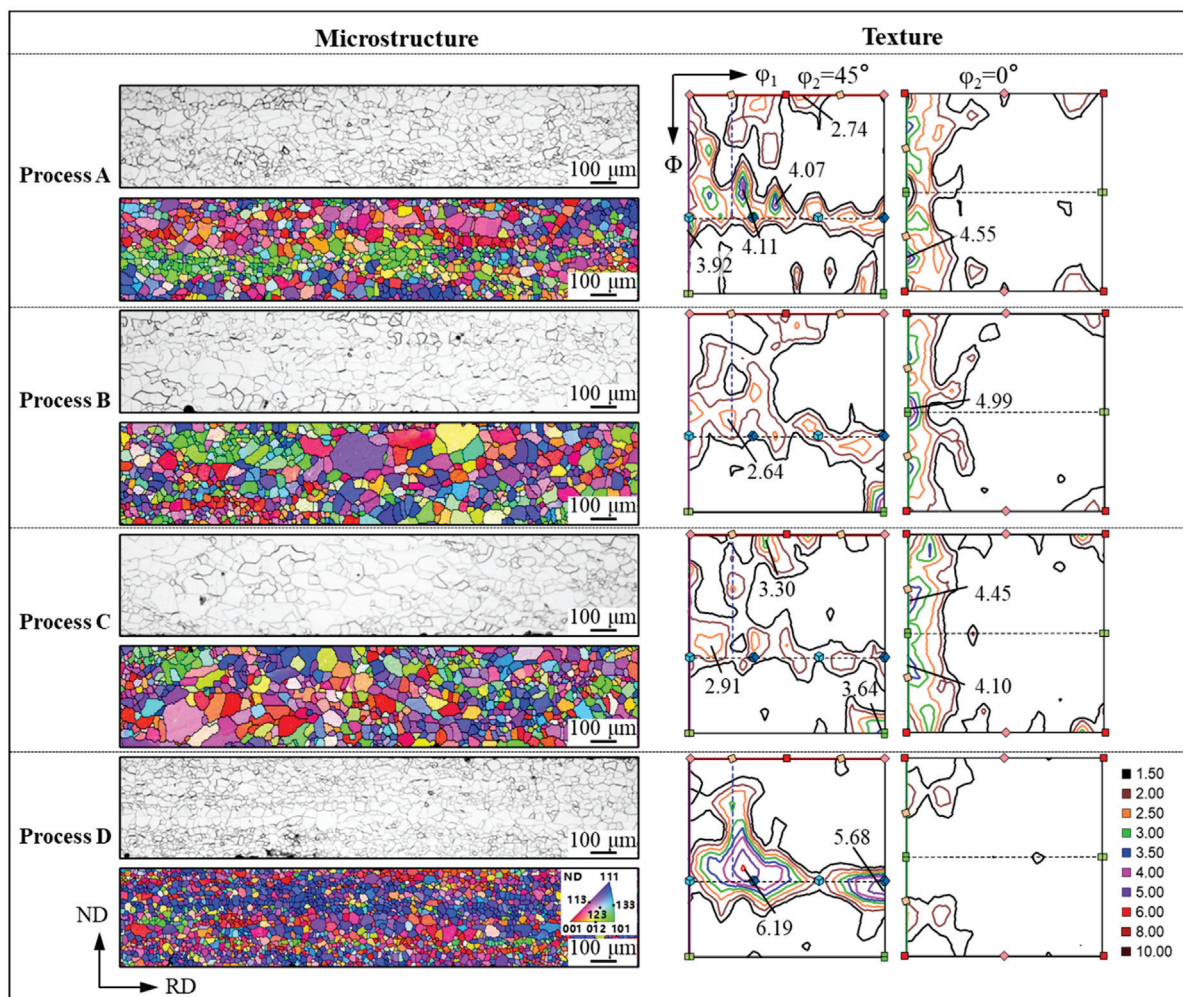 Microstructure
Texture
φ₁
φ₂=45°
φ₂=0°
Φ
Process A
100 μm
100 μm
2.74
4.07
4.11
3.92
4.55
Process B
100 μm
100 μm
2.64
4.99
Process C
100 μm
100 μm
3.30
2.91
3.64
4.45
4.10
Process D
100 μm
ND 111
113 133
123
001 012 101
100 μm
ND
RD
5.68
6.19
1.50
2.00
2.50
3.00
3.50
4.00
5.00
6.00
8.00
10.00